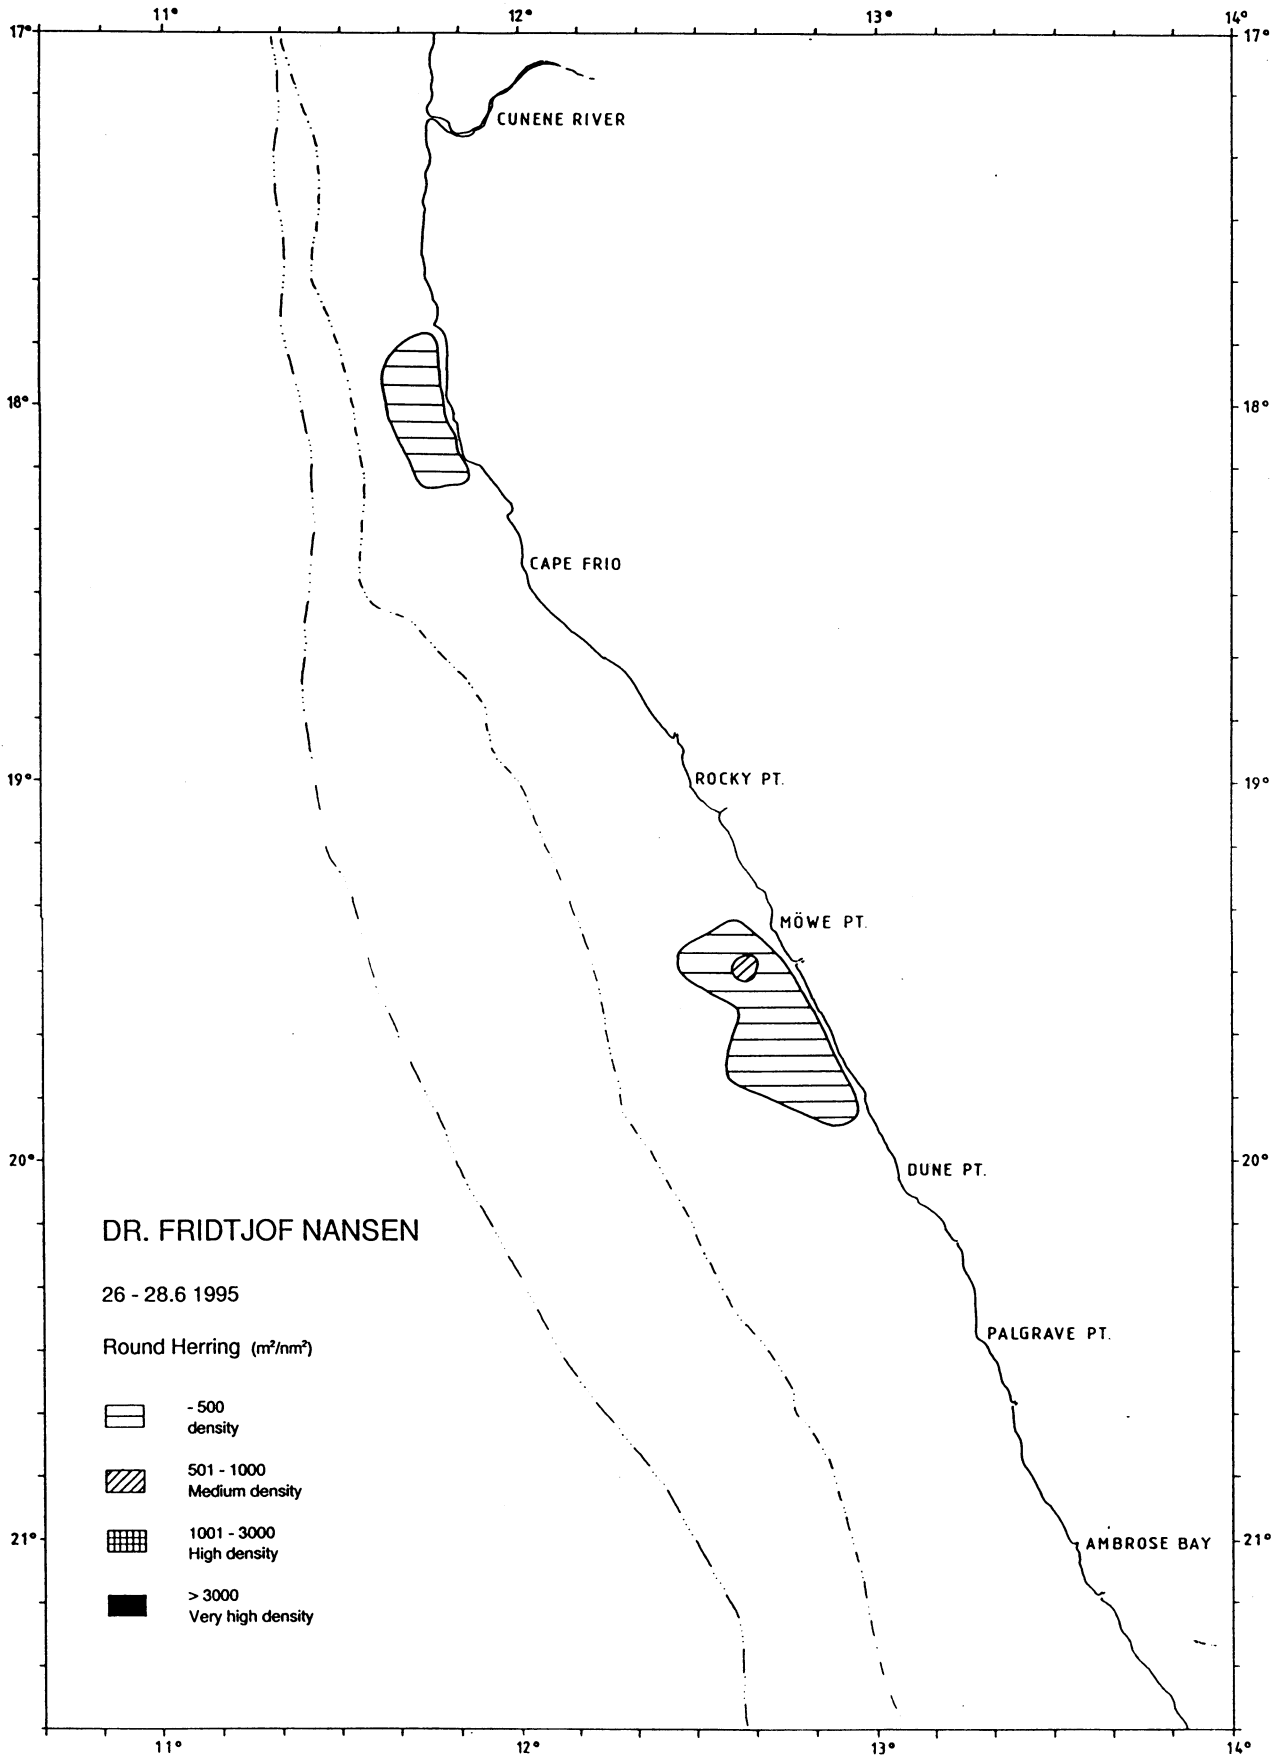 11° 12° 13° 14°
17° 17°
CUNENE RIVER
18° 18°
CAPE FRIO
ROCKY PT.
19° 19°
MÖWE PT.
20° 20°
DUNE PT.
DR. FRIDTJOF NANSEN
26 - 28.6 1995
PALGRAVE PT.
Round Herring (m²/nm²)
- 500
density
501 - 1000
Medium density
1001 - 3000
High density
21° 21°
AMBROSE BAY
> 3000
Very high density
11° 12° 13° 14°